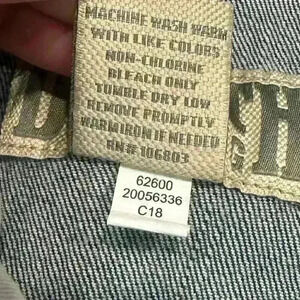 MACHINE WASH WARM
WITH LIKE COLORS
NON-CHLORINE
BLEACH ONLY
TUMBLE DRY LOW
REMOVE PROMPTLY
WARM IRON IF NEEDED
RN# 106803
62600
20056336
C18